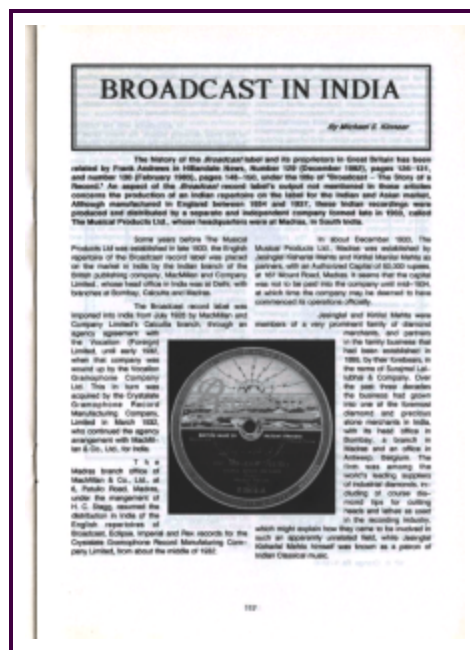 BROADCAST IN INDIA
By Michael S. Kinnear
The history of the Broadcast label and its proprietors in Great Britain has been
related by Frank Andrews in Hillandale News, Number 129 (December 1982), pages
and number 130 (February 1983), pages under the title of "Broadcast - The Story of a
Record." An aspect of the Broadcast record label's output not mentioned in those articles
concerns the production of an Indian repertoire on the label for the Indian and Asian market.
Although manufactured in England between 1934 and 1937, these Indian recordings were
produced and distributed by a separate and independent company formed late in 1933, called
The Musical Products Ltd., whose headquarters were at Madras, in South India.
Some years before The Musical
Products Ltd was established in late 1933, the English
repertoire of the Broadcast record label was placed
on the market in India by the Indian branch of the
British publishing company, MacMillan and Company
Limited, whose head office in India was at Delhi, with
branches at Bombay, Calcutta and Madras.
The Broadcast record label was
imported into India from July by MacMillan and
Company Limited's Calcutta branch, through an
agency agreement with
the Vocalion (Foreign)
Limited, until early 1932,
when that company was
wound up by the Vocalion
Gramophone Company
Ltd. This in turn was
acquired by the Crystalate
Gramophone Record
Manufacturing Company,
Limited in March 1932,
who continued the agency
arrangement with MacMil-
lan & Co., Ltd., for India.
The
Madras branch office of
MacMillan & Co., Ltd., at
6, Patullo Road, Madras,
under the mangement of
H. C. Stagg, resumed the
distribution in India of the
English repertoires of
Broadcast, Eclipse, Imperial and Rex records for the
Crystalate Gramophone Record Manufaturing Com-
pany Limited, from about the middle of
In about December 1933, The
Musical Products Ltd., Madras was established by
Jesinglal Kishanlal Mehta and Kirtilal Manilal Mehta as
partners, with an Authorized Capital of rupees,
at 167 Mount Road, Madras. It seems that the capital
was not to be paid into the company until mid-1934,
at which time the company may be deemed to have
commenced its operations officially.
Jesinglal and Kirtilal Mehta were
members of a very prominent family of diamond
merchants, and partners
in the family business that
had been established in
by their forebears, in
the name of Surajmal Lal-
lubhai & Company. Over
the past three decades
the business had grown
into one of the foremost
diamond and precious
stone merchants in India,
with its head office in
Bombay, a branch in
Madras and an office in
Antwerp, Belgium. The
firm was among the
world's leading suppliers
of industrial diamonds, in-
cluding of course dia-
mond tips for cutting
heads and lathes as used
in the recording industry,
which might explain how they came to be involved in
such an apparently unrelated field, while Jesinglal
Kishanlal Mehta himself was known as a patron of
Indian Classical music.